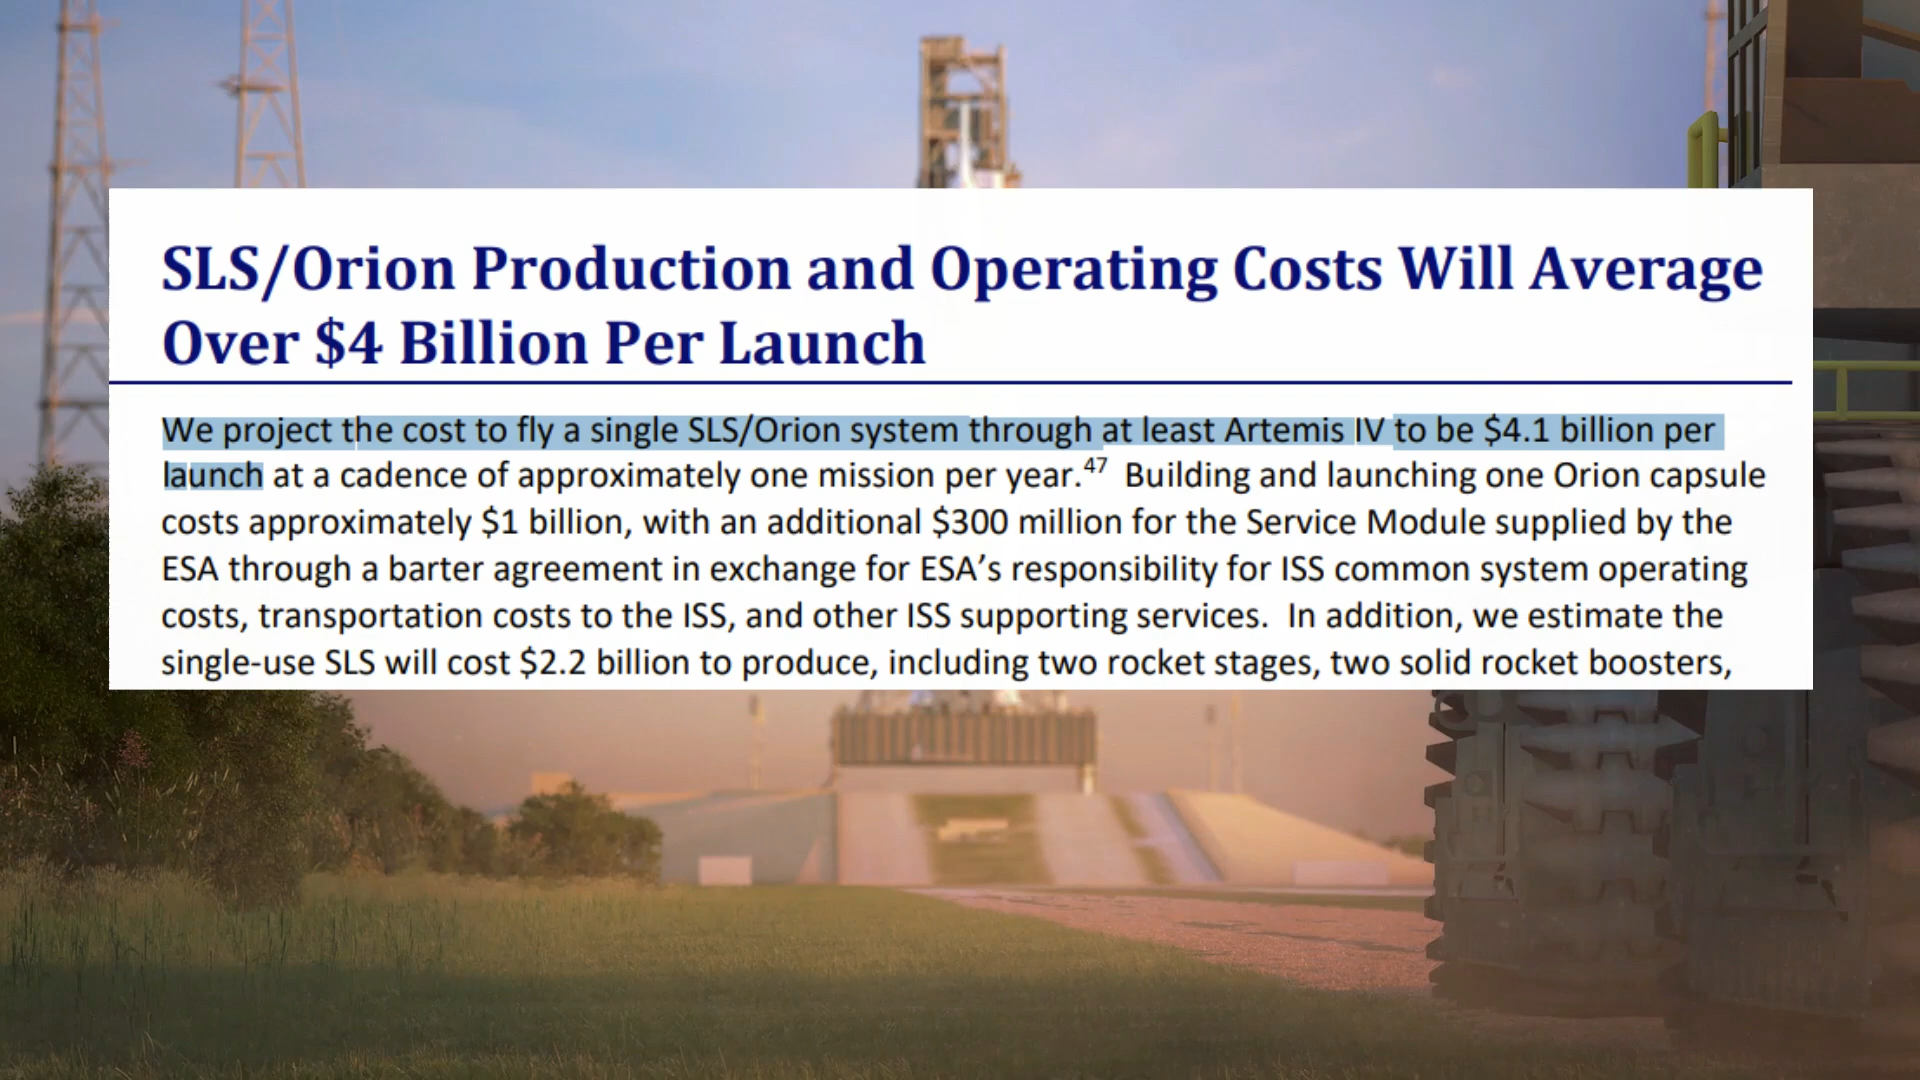 SLS/Orion Production and Operating Costs Will Average
Over $4 Billion Per Launch
We project the cost to fly a single SLS/Orion system through at least Artemis IV to be $4.1 billion per
launch at a cadence of approximately one mission per year.47 Building and launching one Orion capsule
costs approximately $1 billion, with an additional $300 million for the Service Module supplied by the
ESA through a barter agreement in exchange for ESA’s responsibility for ISS common system operating
costs, transportation costs to the ISS, and other ISS supporting services. In addition, we estimate the
single-use SLS will cost $2.2 billion to produce, including two rocket stages, two solid rocket boosters,